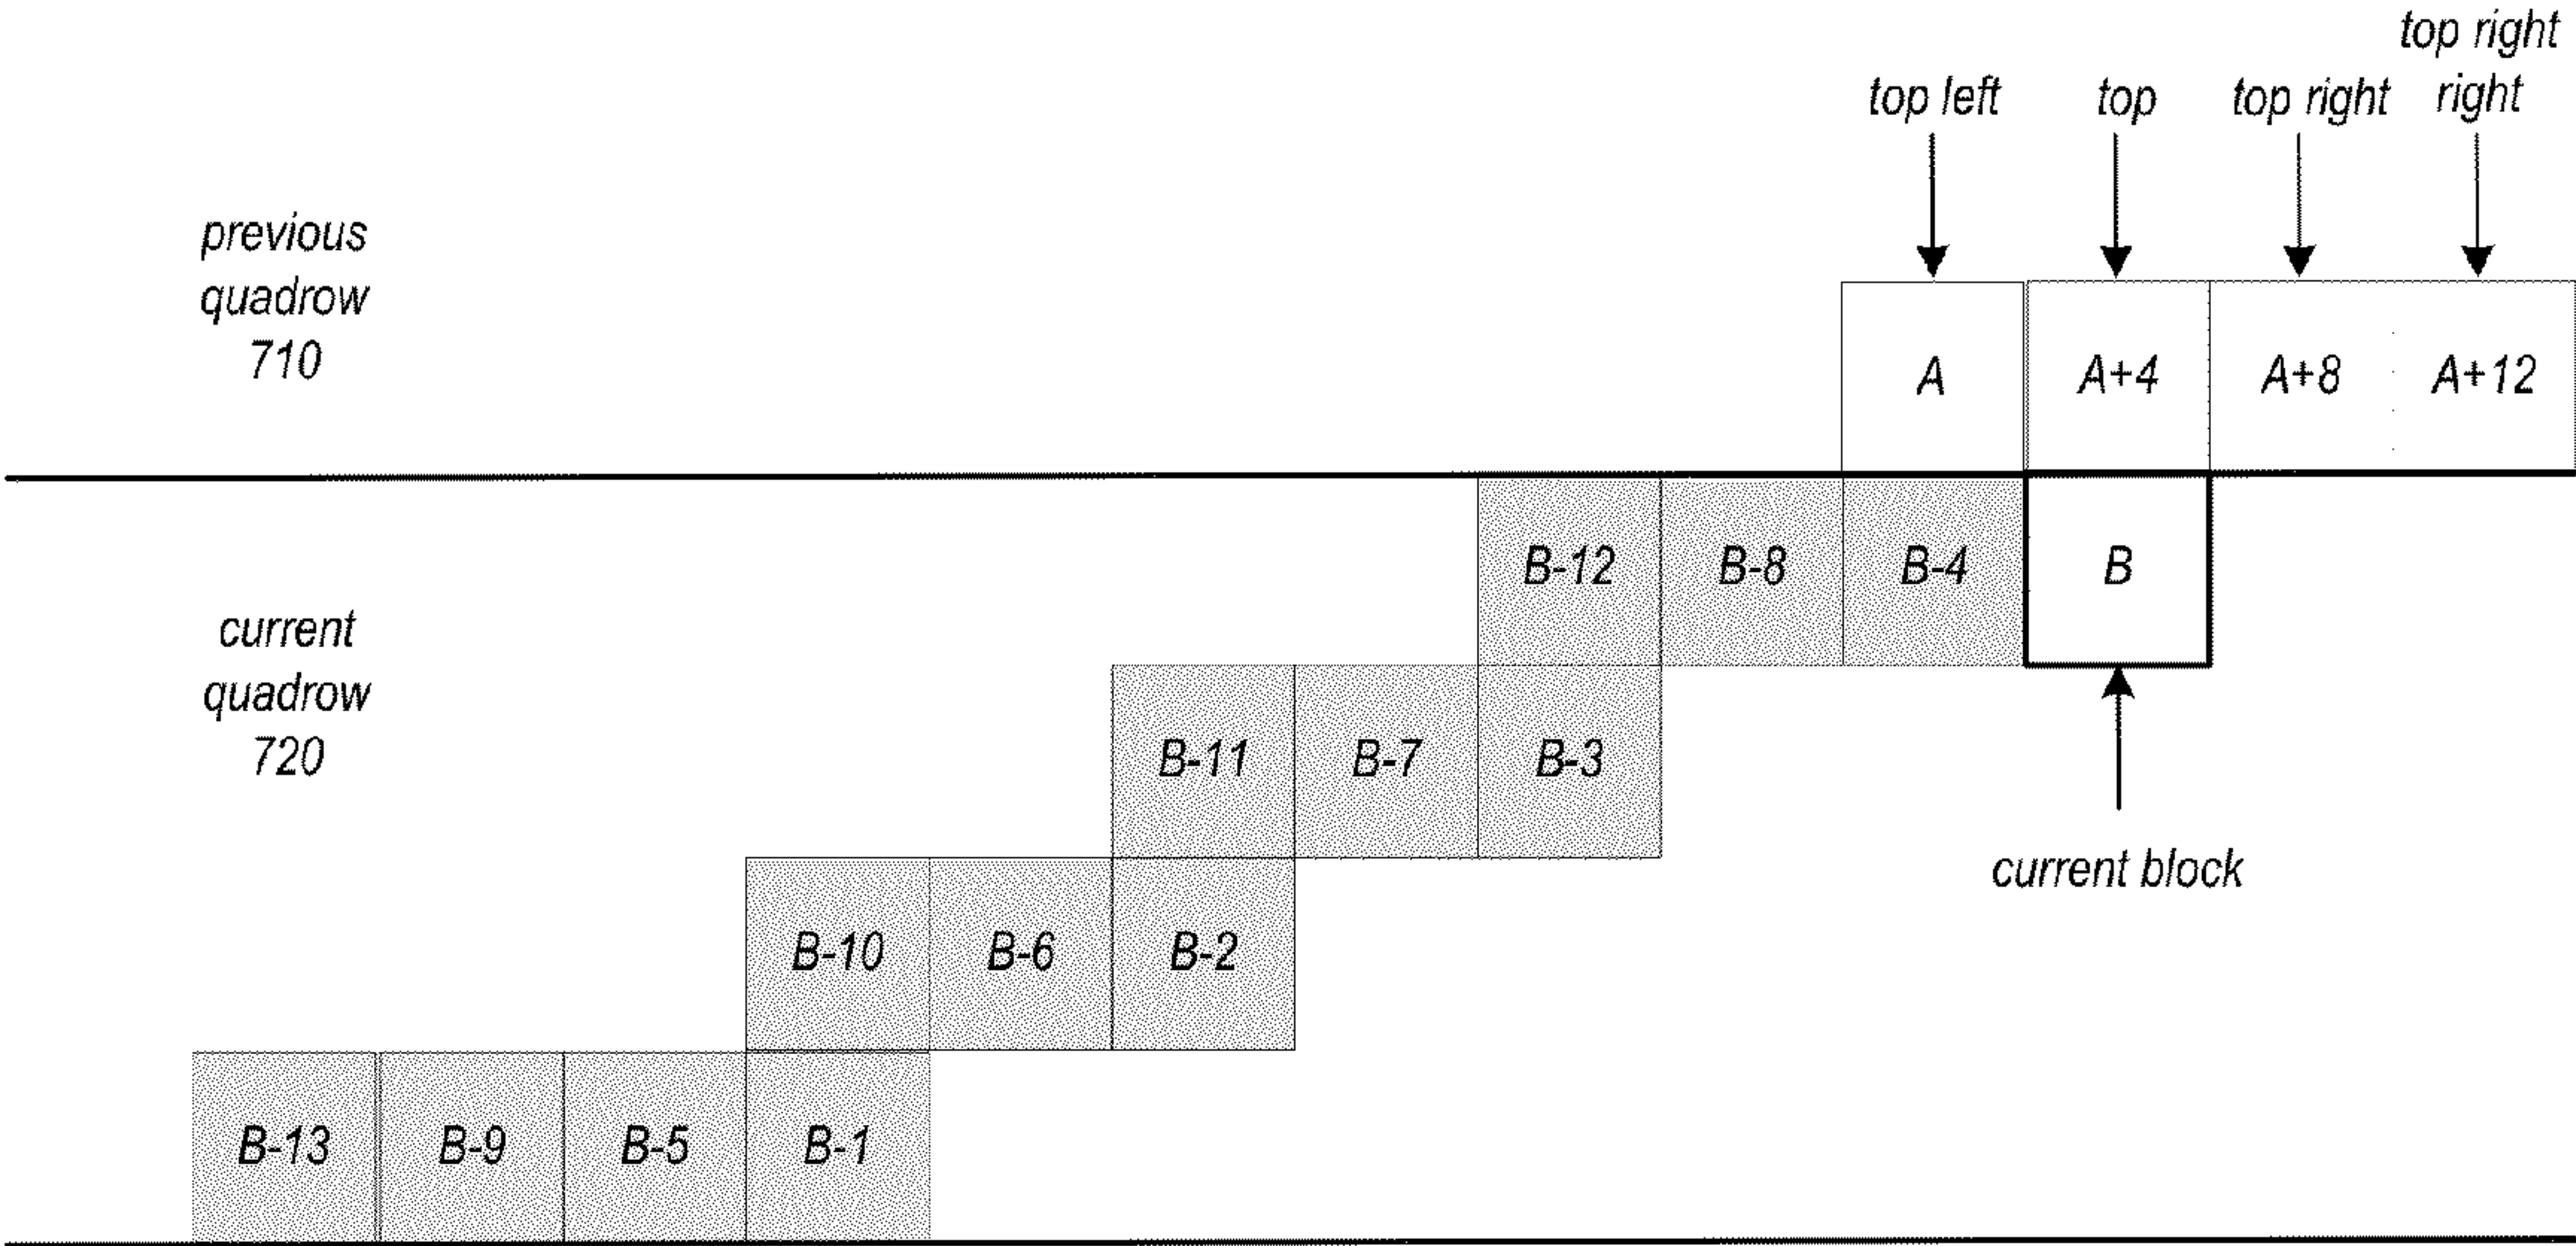 top right
top left top top right right
previous
quadrow
710
A A+4 A+8 A+12
B-12 B-8 B-4 B
current
quadrow
720
B-11 B-7 B-3
current block
B-10 B-6 B-2
B-13 B-9 B-5 B-1